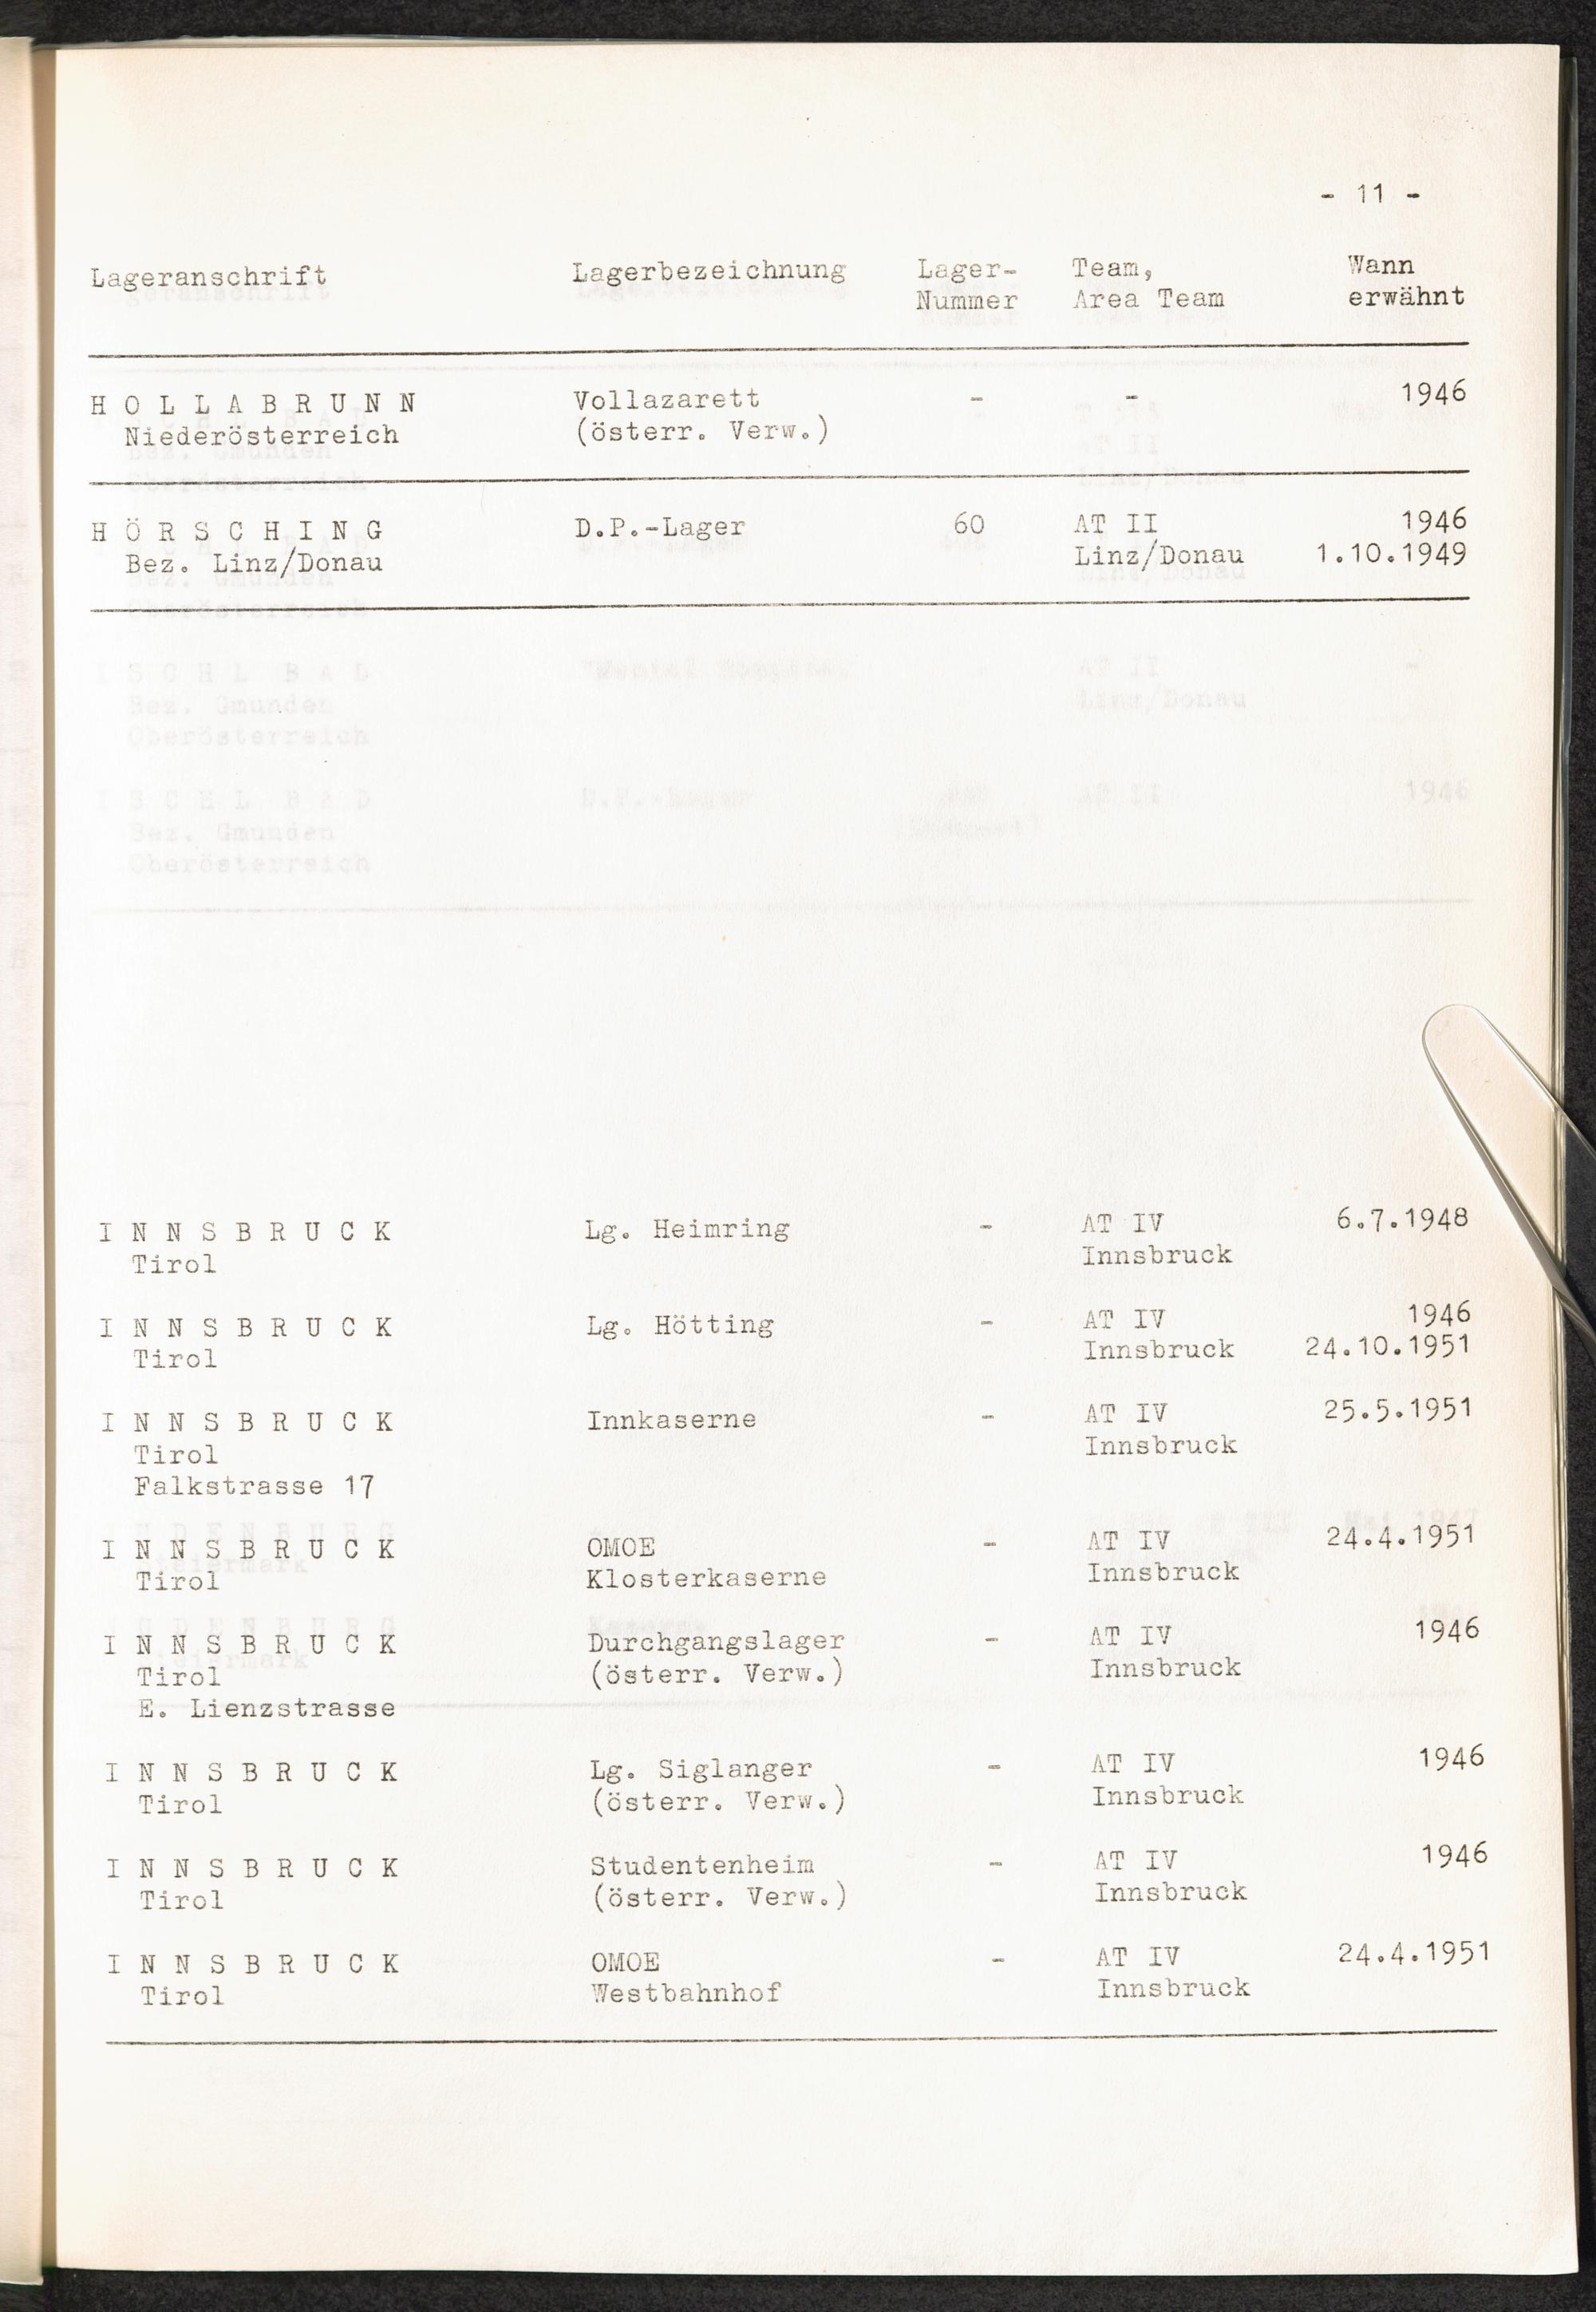 - 11 -
Lageranschrift Lagerbezeichnung Lager- Team, Wann
Nummer Area Team erwähnt
H O L L A B R U N N Vollazarett - - 1946
Niederösterreich (österr. Verw.)
H Ö R S C H I N G D.P.-Lager 60 AT II 1946
Bez. Linz/Donau Linz/Donau 1.10.1949
I N N S B R U C K Lg. Heimring - AT IV 6.7.1948
Tirol Innsbruck
I N N S B R U C K Lg. Hötting - AT IV 1946
Tirol Innsbruck 24.10.1951
I N N S B R U C K Innkaserne - AT IV 25.5.1951
Tirol Innsbruck
Falkstrasse 17
I N N S B R U C K OMOE - AT IV 24.4.1951
Tirol Klosterkaserne Innsbruck
I N N S B R U C K Durchgangslager - AT IV 1946
Tirol (österr. Verw.) Innsbruck
E. Lienzstrasse
I N N S B R U C K Lg. Siglanger - AT IV 1946
Tirol (österr. Verw.) Innsbruck
I N N S B R U C K Studentenheim - AT IV 1946
Tirol (österr. Verw.) Innsbruck
I N N S B R U C K OMOE - AT IV 24.4.1951
Tirol Westbahnhof Innsbruck